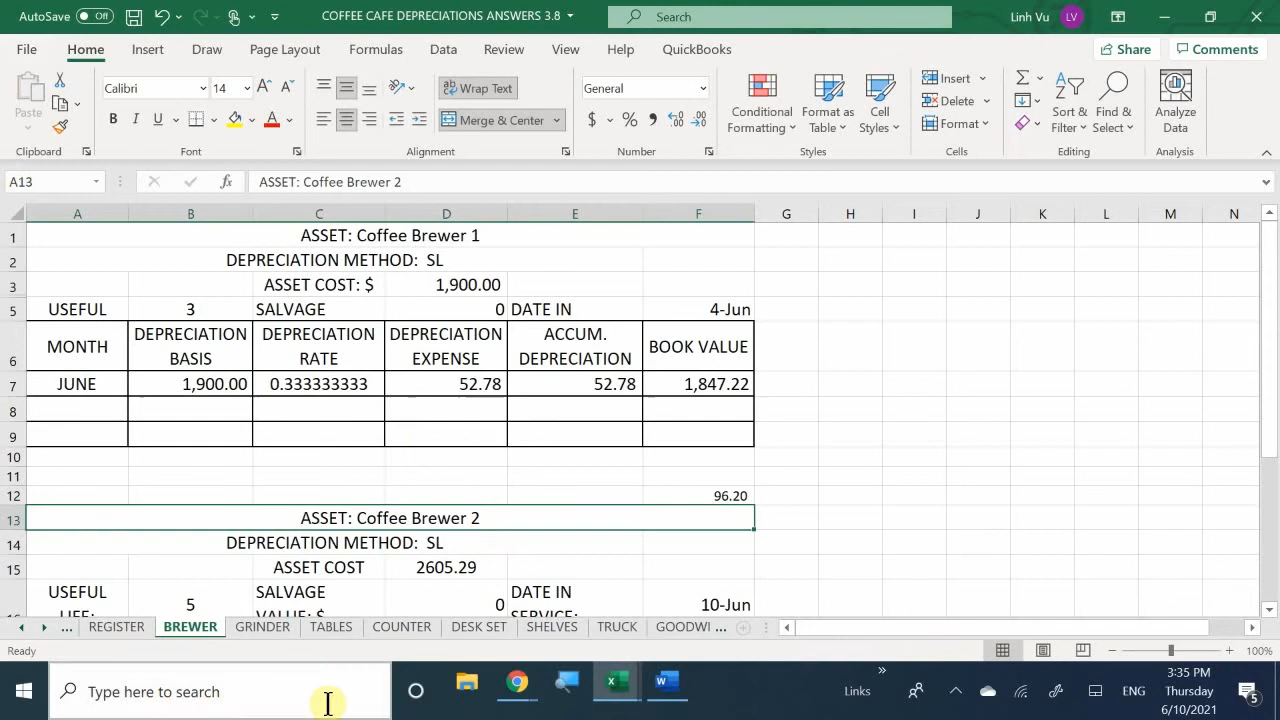 AutoSave Off COFFEE CAFE DEPRECIATIONS ANSWERS 3.8 Search Linh Vu LV
File Home Insert Draw Page Layout Formulas Data Review View Help QuickBooks Share Comments
Paste Calibri 14 Wrap Text General Conditional Formatting Format as Table Cell Styles Insert Sort & Filter Find & Select Analyze Data
B I U A Merge & Center $ % Delete
Format
Clipboard Font Alignment Number Styles Cells Editing Analysis
A13 fx ASSET: Coffee Brewer 2
A B C D E F G H I J K L M N
1 ASSET: Coffee Brewer 1
2 DEPRECIATION METHOD: SL
3 ASSET COST: $ 1,900.00
5 USEFUL 3 SALVAGE 0 DATE IN 4-Jun
6 MONTH DEPRECIATION BASIS DEPRECIATION RATE DEPRECIATION EXPENSE ACCUM. DEPRECIATION BOOK VALUE
7 JUNE 1,900.00 0.333333333 52.78 52.78 1,847.22
8
9
10
11
12 96.20
13 ASSET: Coffee Brewer 2
14 DEPRECIATION METHOD: SL
15 ASSET COST 2605.29
USEFUL SALVAGE DATE IN
16 5 0 10-Jun
... REGISTER BREWER GRINDER TABLES COUNTER DESK SET SHELVES TRUCK GOODWI ...
Ready 100%
Type here to search Links ENG 3:35 PM
Thursday
6/10/2021 5